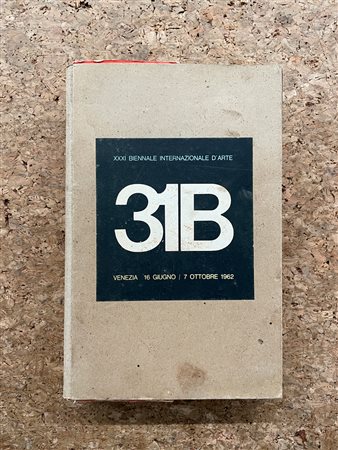 XXXI BIENNALE INTERNAZIONALE D'ARTE
31B
VENEZIA 16 GIUGNO / 7 OTTOBRE 1962